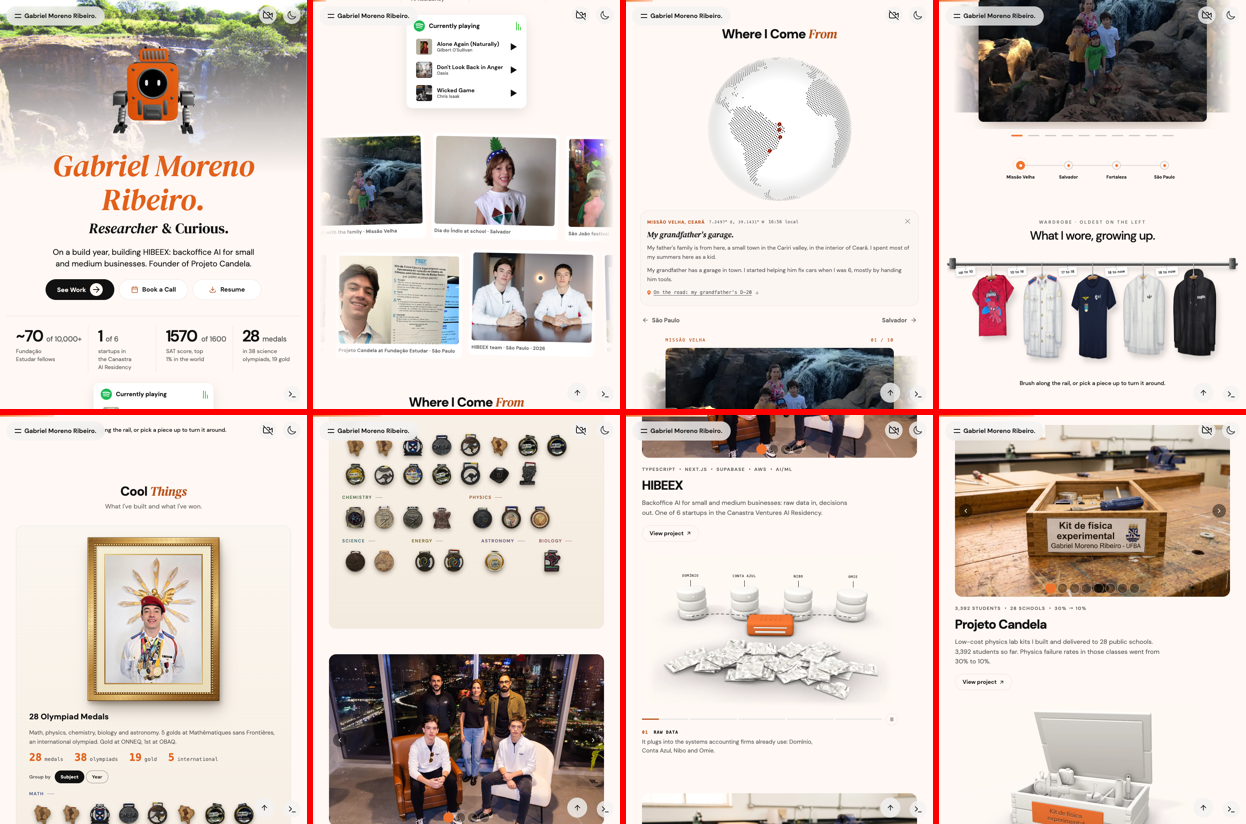 Gabriel Moreno Ribeiro.
Gabriel Moreno
Ribeiro.
Researcher & Curious.
On a build year, building HIBEEX: backoffice AI for small
and medium businesses. Founder of Projeto Candela.
See Work
Book a Call
Resume
~70 of 10,000+
Fundação
Estudar fellows
1 of 6
startups in
the Canastra
AI Residency
1570 of 1600
SAT score, top
1% in the world
28 medals
in 38 science
olympiads, 19 gold
Currently playing
Gabriel Moreno Ribeiro.
Currently playing
Alone Again (Naturally)
Gilbert O'Sullivan
Don't Look Back in Anger
Oasis
Wicked Game
Chris Isaak
with the family · Missão Velha
Dia do Índio at school · Salvador
São João festival
Projeto Candela at Fundação Estudar · São Paulo
HIBEEX team · São Paulo · 2026
Where I Come From
Gabriel Moreno Ribeiro.
Where I Come From
MISSÃO VELHA, CEARÁ
16:56 local
My grandfather's garage.
My father's family is from here, a small town in the Cariri valley, in the interior of Ceará. I spent most of
my summers here as a kid.
My grandfather has a garage in town. I started helping him fix cars when I was 6, mostly by handing
him tools.
On the road: my grandfather's D-20
← São Paulo
Salvador →
MISSÃO VELHA
01 / 10
Gabriel Moreno Ribeiro.
Missão Velha
Salvador
Fortaleza
São Paulo
WARDROBE · OLDEST ON THE LEFT
What I wore, growing up.
up to 10
10 to 16
17 to 18
18 to now
18 to now
Brush along the rail, or pick a piece up to turn it around.
Gabriel Moreno Ribeiro.
ng the rail, or pick a piece up to turn it around.
Cool Things
What I've built and what I've won.
28 Olympiad Medals
Math, physics, chemistry, biology and astronomy. 5 golds at Mathématiques sans Frontières,
an international olympiad. Gold at ONNEQ, 1st at OBAQ.
28 medals
38 olympiads
19 gold
5 international
Group by
Subject
Year
MATH
Gabriel Moreno Ribeiro.
CHEMISTRY
PHYSICS
SCIENCE
ENERGY
ASTRONOMY
BIOLOGY
Gabriel Moreno Ribeiro.
TYPESCRIPT • NEXT.JS • SUPABASE • AWS • AI/ML
HIBEEX
Backoffice AI for small and medium businesses: raw data in, decisions
out. One of 6 startups in the Canastra Ventures AI Residency.
View project ↗
DOMÍNIO
CONTA AZUL
NIBO
OMIE
01 RAW DATA
It plugs into the systems accounting firms already use: Domínio,
Conta Azul, Nibo and Omie.
Gabriel Moreno Ribeiro.
Kit de física
experimental
Gabriel Moreno Ribeiro - UFBA
3,392 STUDENTS • 28 SCHOOLS • 30% → 10%
Projeto Candela
Low-cost physics lab kits I built and delivered to 28 public schools.
3,392 students so far. Physics failure rates in those classes went from
30% to 10%.
View project ↗
Kit de física
experimental